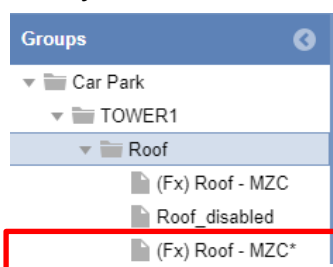 Groups
Car Park
TOWER1
Roof
(Fx) Roof - MZC
Roof_disabled
(Fx) Roof - MZC*